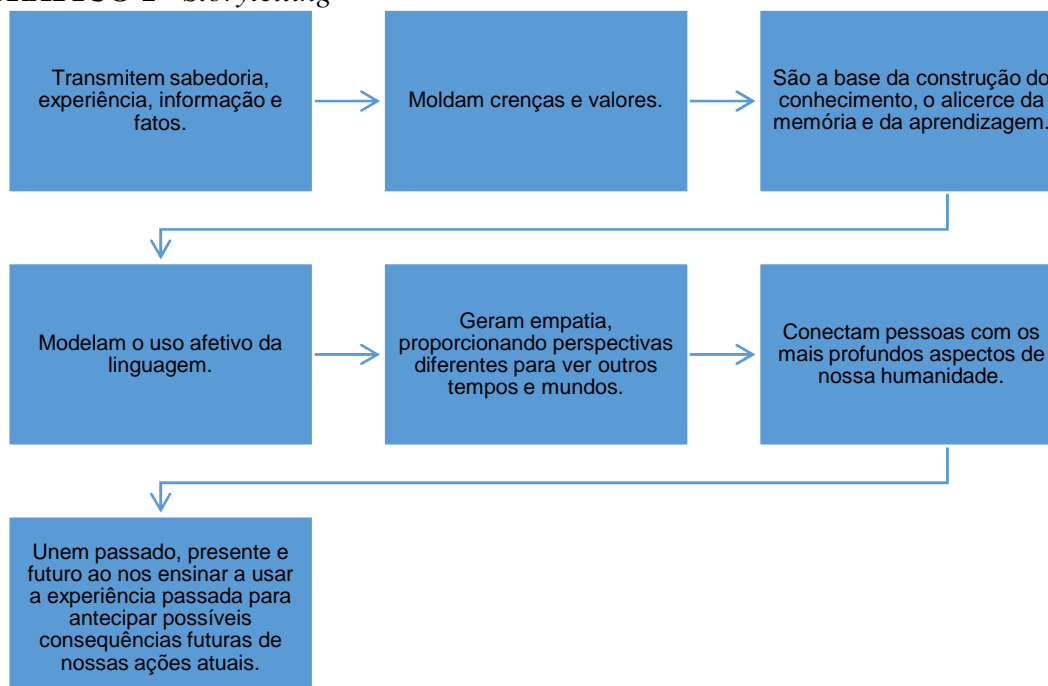 Storytelling
Transmitem sabedoria,
experiência, informação e
fatos.
Moldam crenças e valores.
São a base da construção do
conhecimento, o alicerce da
memória e da aprendizagem.
Modelam o uso afetivo da
linguagem.
Geram empatia,
proporcionando perspectivas
diferentes para ver outros
tempos e mundos.
Conectam pessoas com os
mais profundos aspectos de
nossa humanidade.
Unem passado, presente e
futuro ao nos ensinar a usar
a experiência passada para
antecipar possíveis
consequências futuras de
nossas ações atuais.